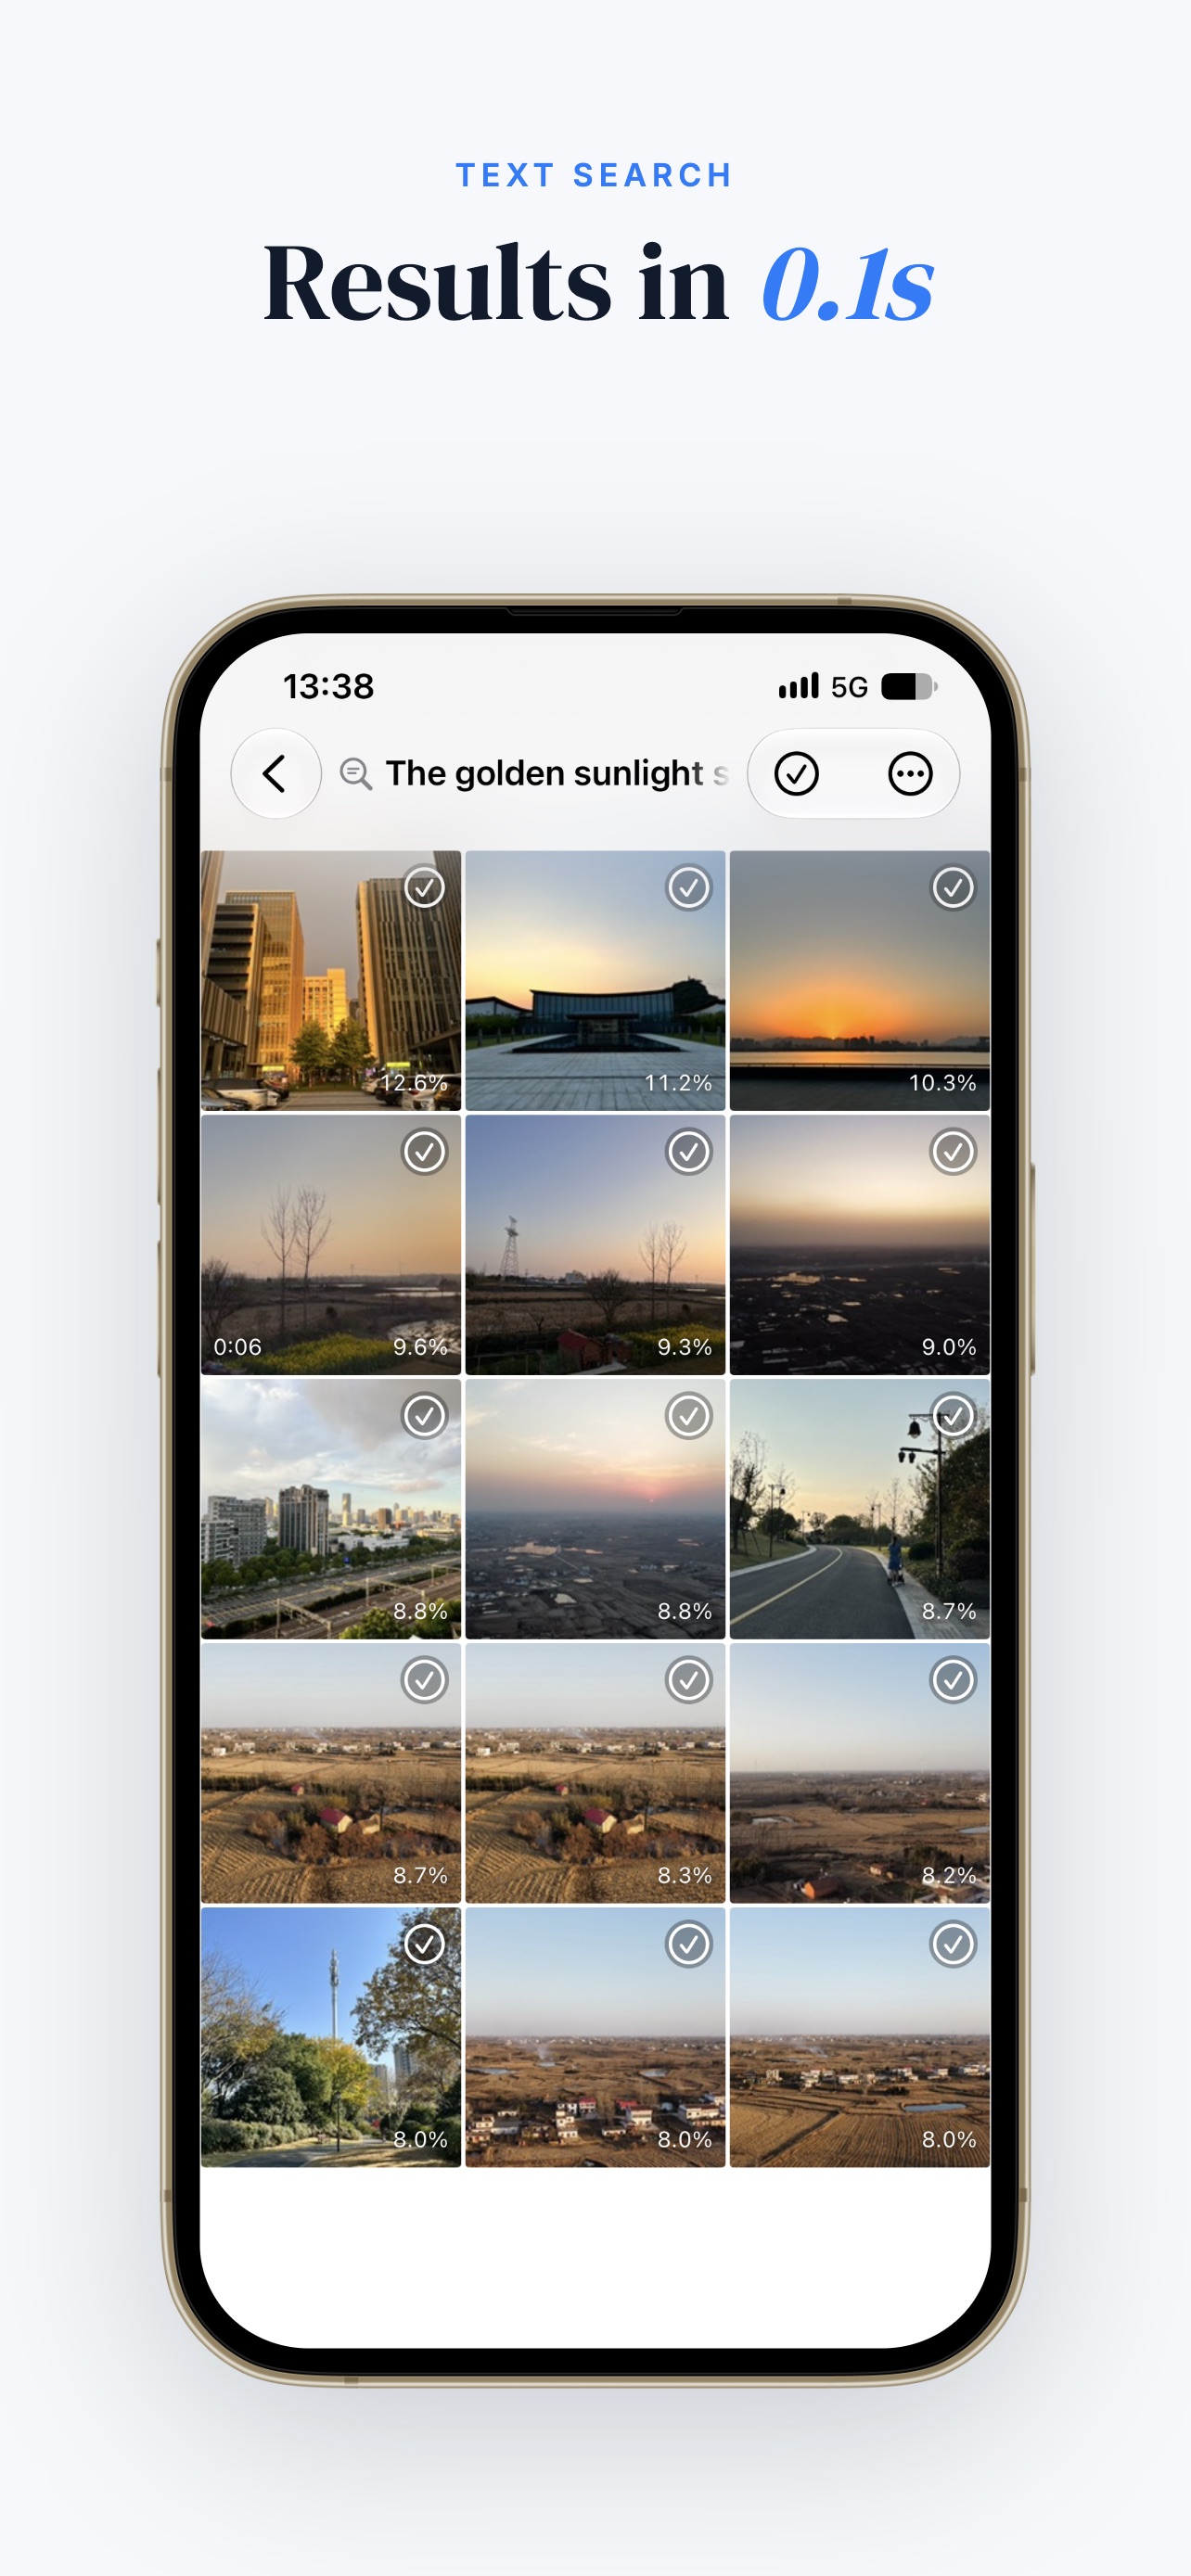 TEXT SEARCH
Results in 0.1s
13:38 5G
The golden sunlight
12.6% 11.2% 10.3%
0:06 9.6% 9.3% 9.0%
8.8% 8.8% 8.7%
8.7% 8.3% 8.2%
8.0% 8.0% 8.0%